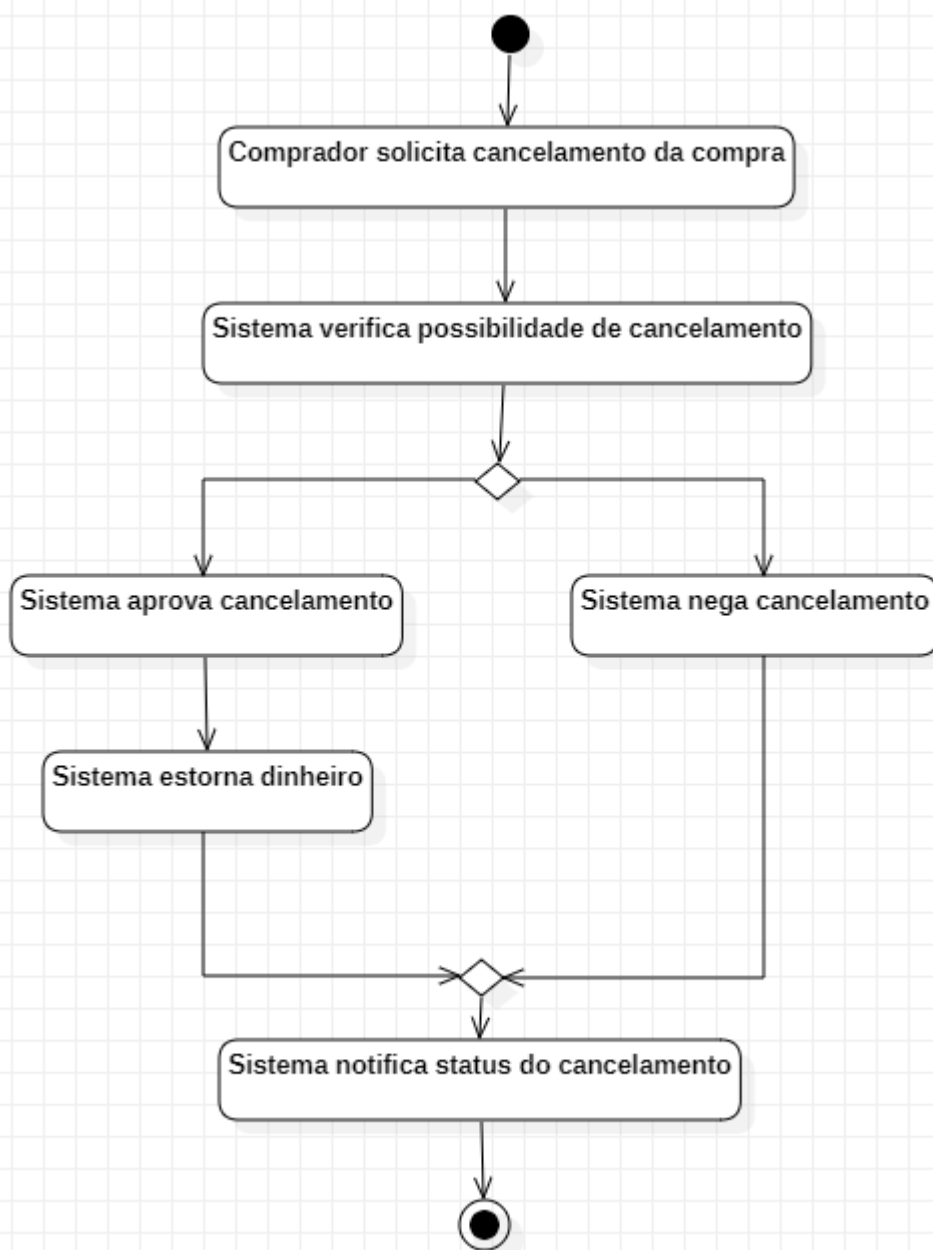 Comprador solicita cancelamento da compra
Sistema verifica possibilidade de cancelamento
Sistema aprova cancelamento
Sistema nega cancelamento
Sistema estorna dinheiro
Sistema notifica status do cancelamento